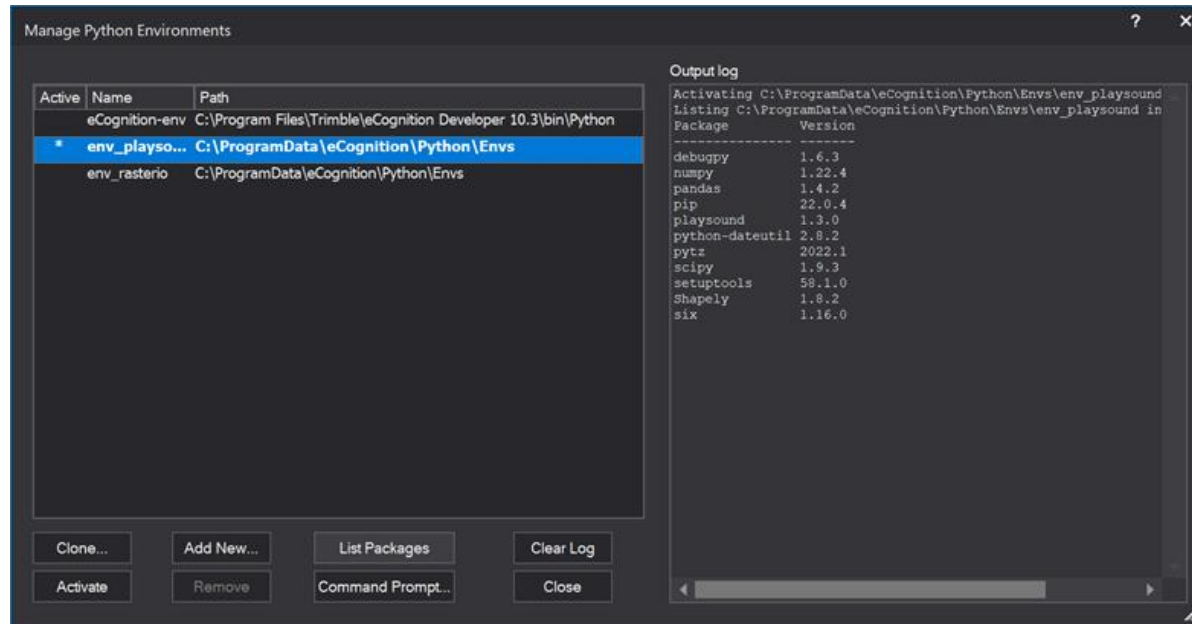 Manage Python Environments ? ×
Active Name Path
eCognition-env C:\Program Files\Trimble\eCognition Developer 10.3\bin\Python
* env_playso... C:\ProgramData\eCognition\Python\Envs
env_rasterio C:\ProgramData\eCognition\Python\Envs
Clone... Add New... List Packages Clear Log
Activate Remove Command Prompt... Close
Output log
Activating C:\ProgramData\eCognition\Python\Envs\env_playsound
Listing C:\ProgramData\eCognition\Python\Envs\env_playsound in
Package Version
--------------- -------
debugpy 1.6.3
numpy 1.22.4
pandas 1.4.2
pip 22.0.4
playsound 1.3.0
python-dateutil 2.8.2
pytz 2022.1
scipy 1.9.3
setuptools 58.1.0
Shapely 1.8.2
six 1.16.0